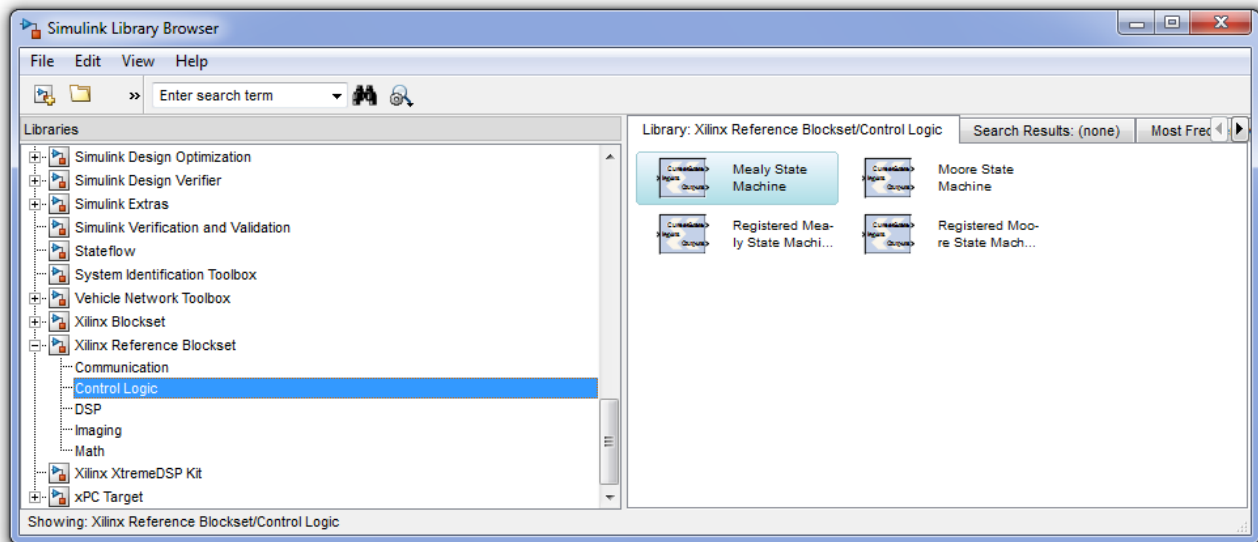 Simulink Library Browser
File Edit View Help
» Enter search term
Libraries
Simulink Design Optimization
Simulink Design Verifier
Simulink Extras
Simulink Verification and Validation
Stateflow
System Identification Toolbox
Vehicle Network Toolbox
Xilinx Blockset
Xilinx Reference Blockset
Communication
Control Logic
DSP
Imaging
Math
Xilinx XtremeDSP Kit
xPC Target
Library: Xilinx Reference Blockset/Control Logic Search Results: (none) Most Freq
Mealy State
Machine
Moore State
Machine
Registered Mea-
ly State Machi...
Registered Moo-
re State Mach...
Showing: Xilinx Reference Blockset/Control Logic